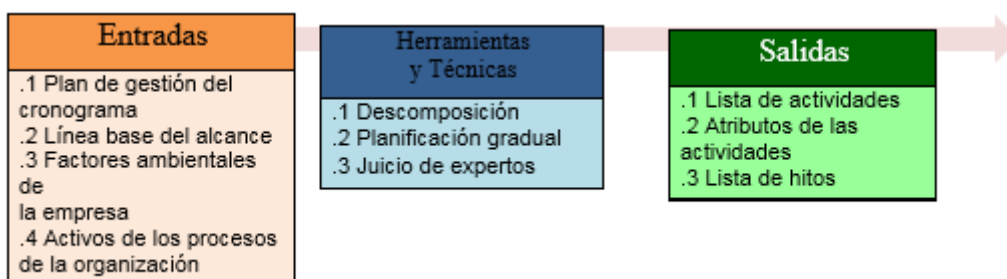 Entradas
.1 Plan de gestión del
cronograma
.2 Línea base del alcance
.3 Factores ambientales
de
la empresa
.4 Activos de los procesos
de la organización
Herramientas
y Técnicas
.1 Descomposición
.2 Planificación gradual
.3 Juicio de expertos
Salidas
.1 Lista de actividades
.2 Atributos de las
actividades
.3 Lista de hitos